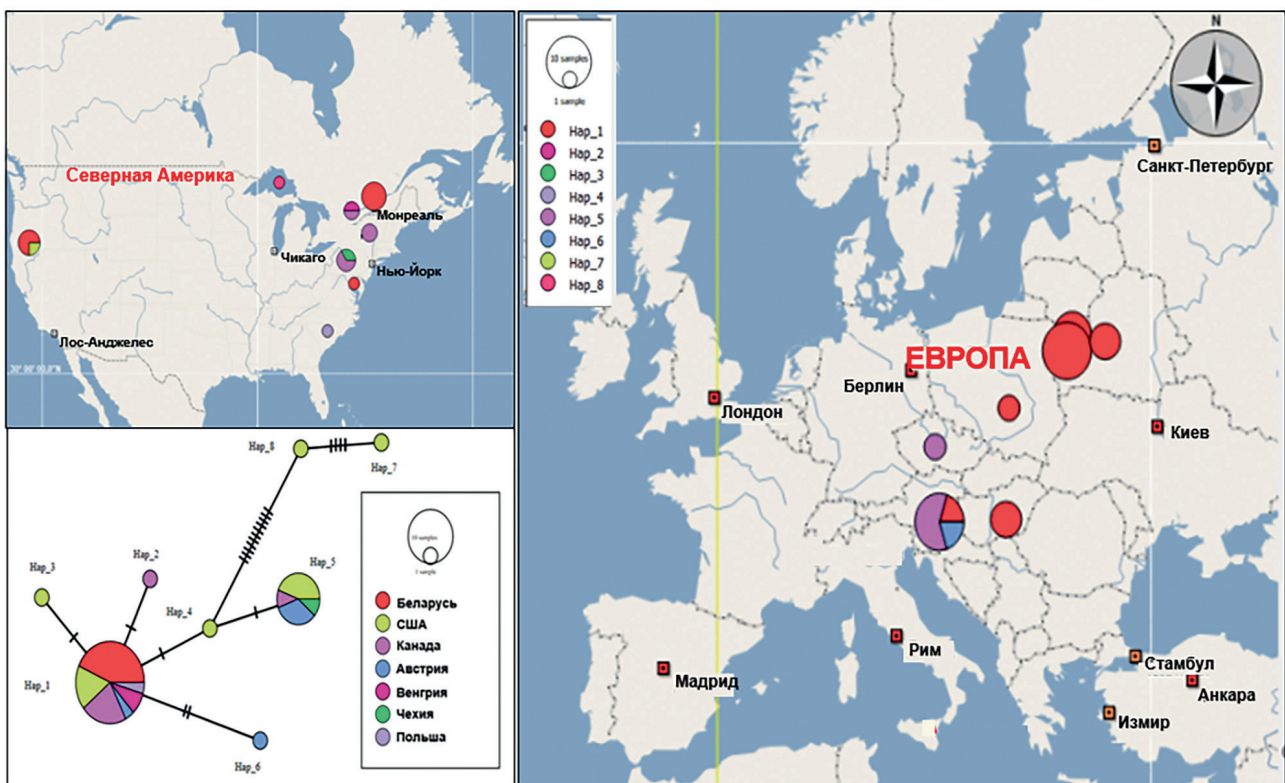 Северная Америка
Монреаль
Чикаго
Нью-Йорк
Лос-Анджелес
Hap_8
Hap_7
Hap_3
Hap_2
Hap_5
Hap_4
Hap_1
Hap_6
10 samples
1 sample
Беларусь
США
Канада
Австрия
Венгрия
Чехия
Польша
10 samples
1 sample
Hap_1
Hap_2
Hap_3
Hap_4
Hap_5
Hap_6
Hap_7
Hap_8
N
Санкт-Петербург
ЕВРОПА
Берлин
Лондон
Киев
Рим
Мадрид
Стамбул
Анкара
Измир